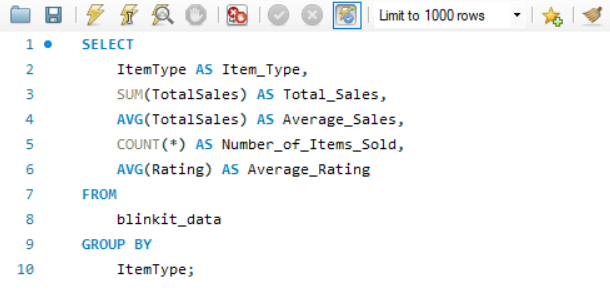 Limit to 1000 rows
1 SELECT
2 ItemType AS Item_Type,
3 SUM(TotalSales) AS Total_Sales,
4 AVG(TotalSales) AS Average_Sales,
5 COUNT(*) AS Number_of_Items_Sold,
6 AVG(Rating) AS Average_Rating
7 FROM
8 blinkit_data
9 GROUP BY
10 ItemType;